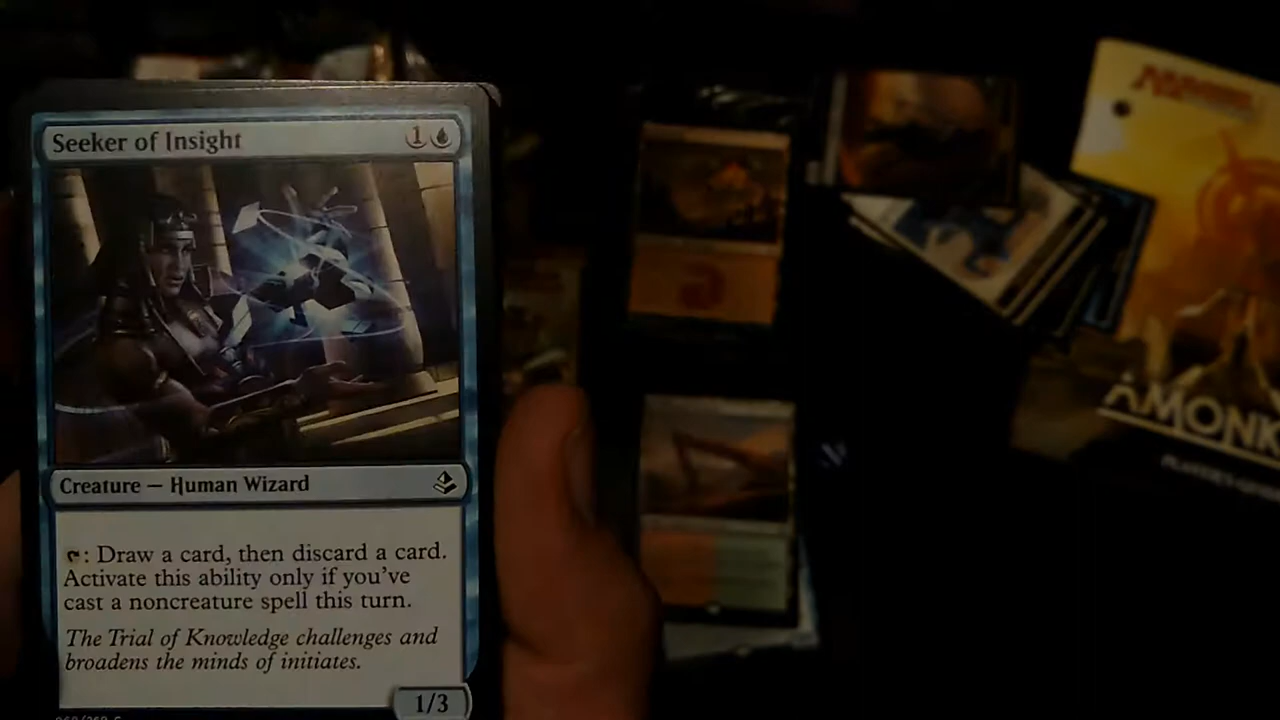 Seeker of Insight
1
Creature — Human Wizard
: Draw a card, then discard a card.
Activate this ability only if you've
cast a noncreature spell this turn.
The Trial of Knowledge challenges and
broadens the minds of initiates.
1/3
MAGIC
AMONK